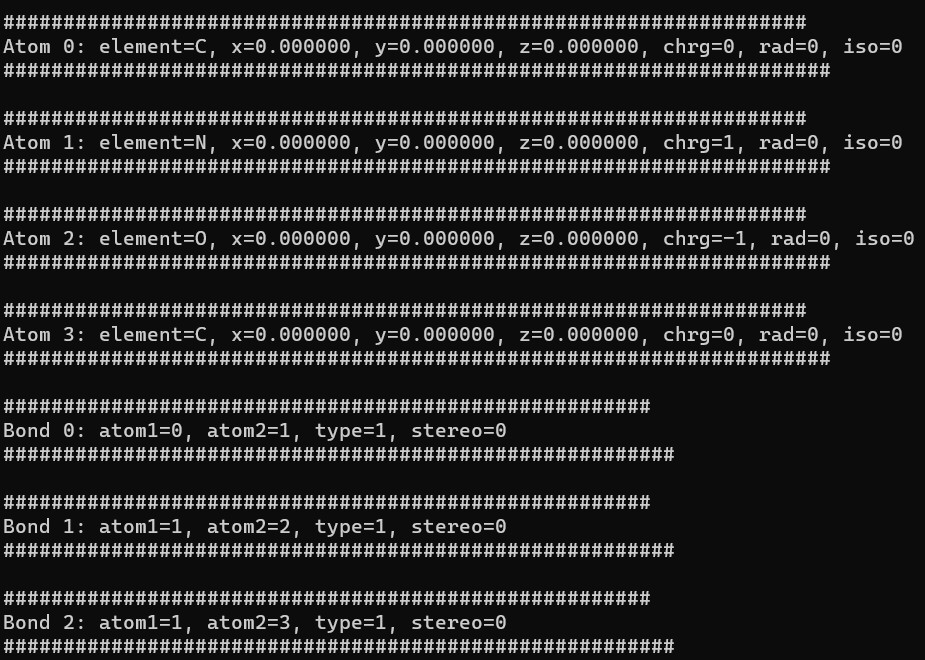 ###################################################################
Atom 0: element=C, x=0.000000, y=0.000000, z=0.000000, chrg=0, rad=0, iso=0
#####################################################################
###################################################################
Atom 1: element=N, x=0.000000, y=0.000000, z=0.000000, chrg=1, rad=0, iso=0
#####################################################################
###################################################################
Atom 2: element=O, x=0.000000, y=0.000000, z=0.000000, chrg=-1, rad=0, iso=0
#####################################################################
###################################################################
Atom 3: element=C, x=0.000000, y=0.000000, z=0.000000, chrg=0, rad=0, iso=0
#####################################################################
######################################################
Bond 0: atom1=0, atom2=1, type=1, stereo=0
########################################################
######################################################
Bond 1: atom1=1, atom2=2, type=1, stereo=0
########################################################
######################################################
Bond 2: atom1=1, atom2=3, type=1, stereo=0
########################################################